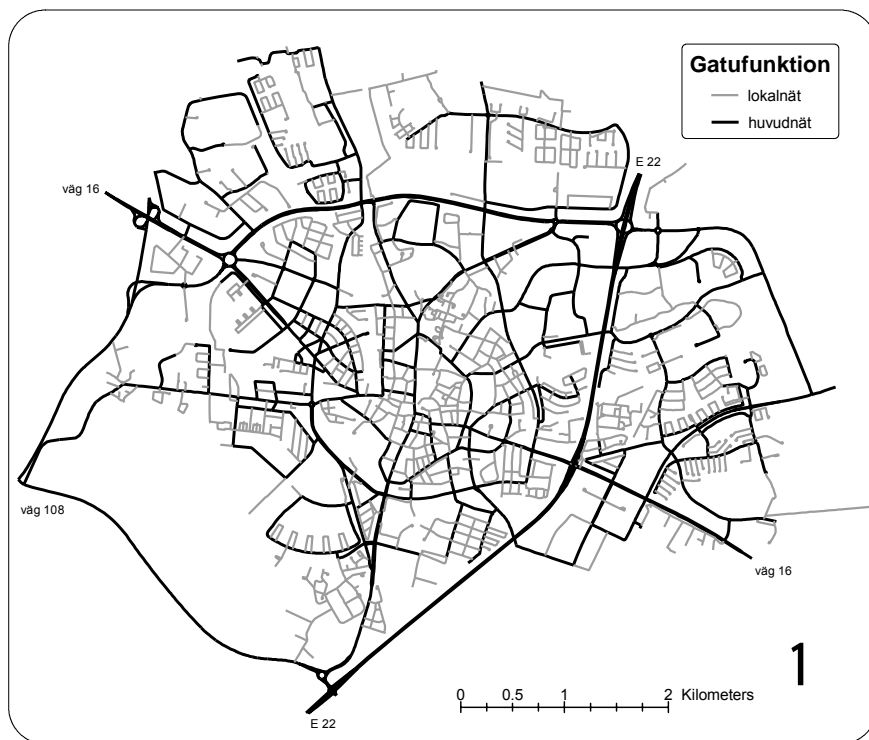 Gatufunktion
lokalnät
huvudnät
E 22
väg 16
väg 108
väg 16
1
0 0.5 1 2 Kilometers
E 22